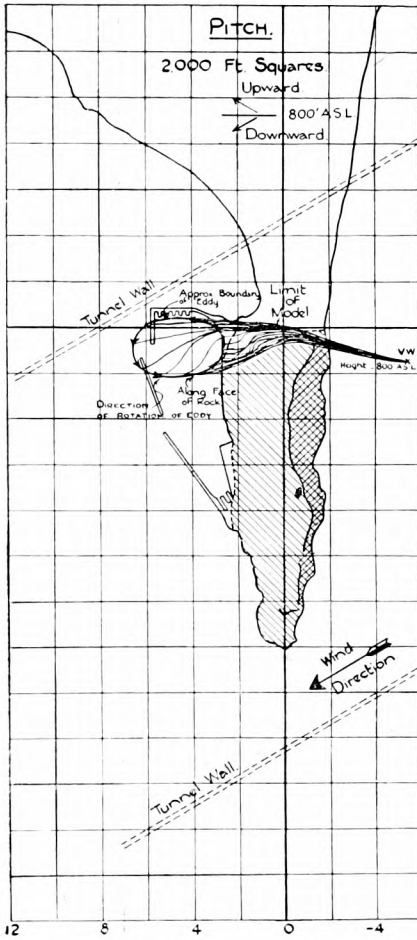 PITCH.
2,000 Ft. Squares
Upward
800' A S L
Downward
Tunnel Wall
Approx Boundary
of Eddy
Limit
of
Model
VW
Height - 800 A S L
Along Face
of Rock
DIRECTION
OF ROTATION OF EDDY
Wind
Direction
Tunnel Wall.
12
8
4
0
-4